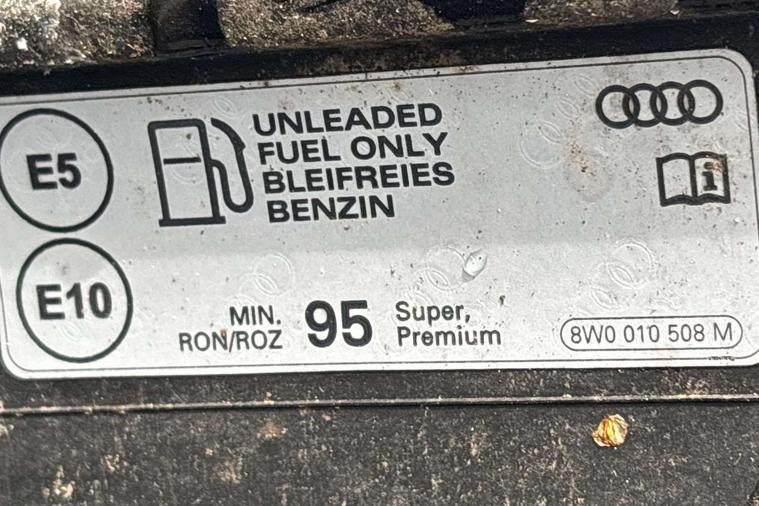 E5
UNLEADED
FUEL ONLY
BLEIFREIES
BENZIN
i
E10
MIN.
RON/ROZ
95
Super,
Premium
8W0 010 508 M